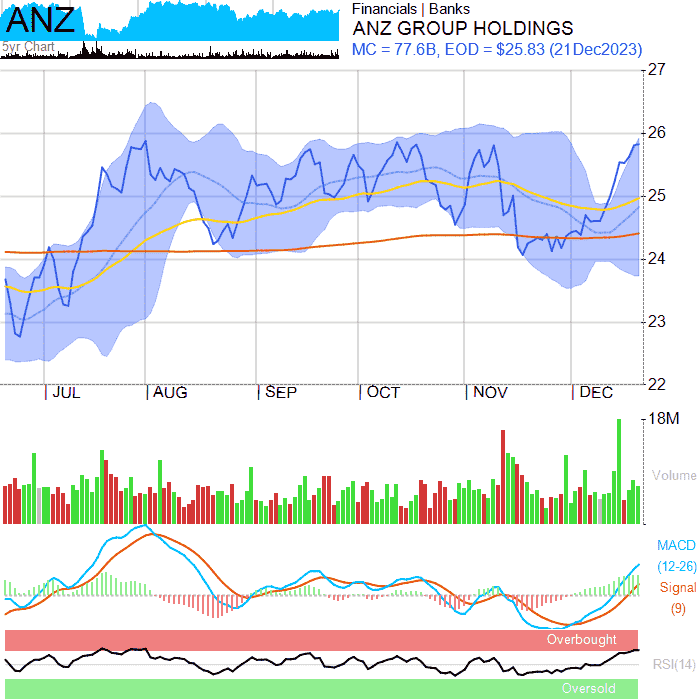 ANZ
5yr Chart
Financials | Banks
ANZ GROUP HOLDINGS
MC = 77.6B, EOD = $25.83 (21Dec2023)
27
26
25
24
23
22
JUL AUG SEP OCT NOV DEC
18M
Volume
MACD
(12-26)
Signal
(9)
Overbought
RSI(14)
Oversold